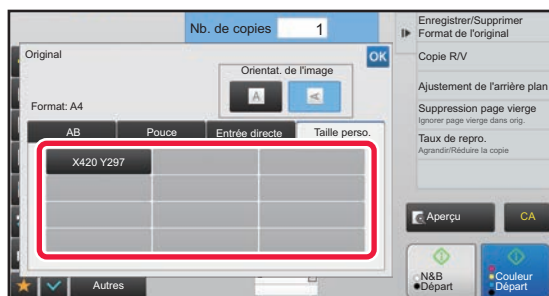 Nb. de copies 1
Original
OK
Orientat. de l'image
A
A
Format: A4
AB
Pouce
Entrée directe
Taille perso.
X420 Y297
Autres
Enregistrer/Supprimer
Format de l'original
Copie R/V
Ajustement de l'arrière plan
Suppression page vierge
Ignorer page vierge dans orig.
Taux de repro.
Agrandir/Réduire la copie
Aperçu
CA
N&B
Départ
Couleur
Départ